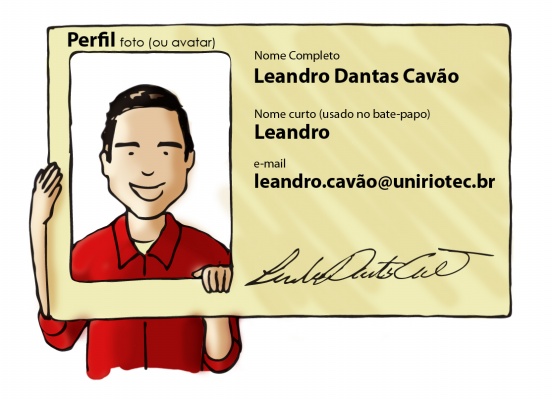 Perfil foto (ou avatar)
Nome Completo
Leandro Dantas Cavão
Nome curto (usado no bate-papo)
Leandro
e-mail
leandro.cavão@uniriotec.br